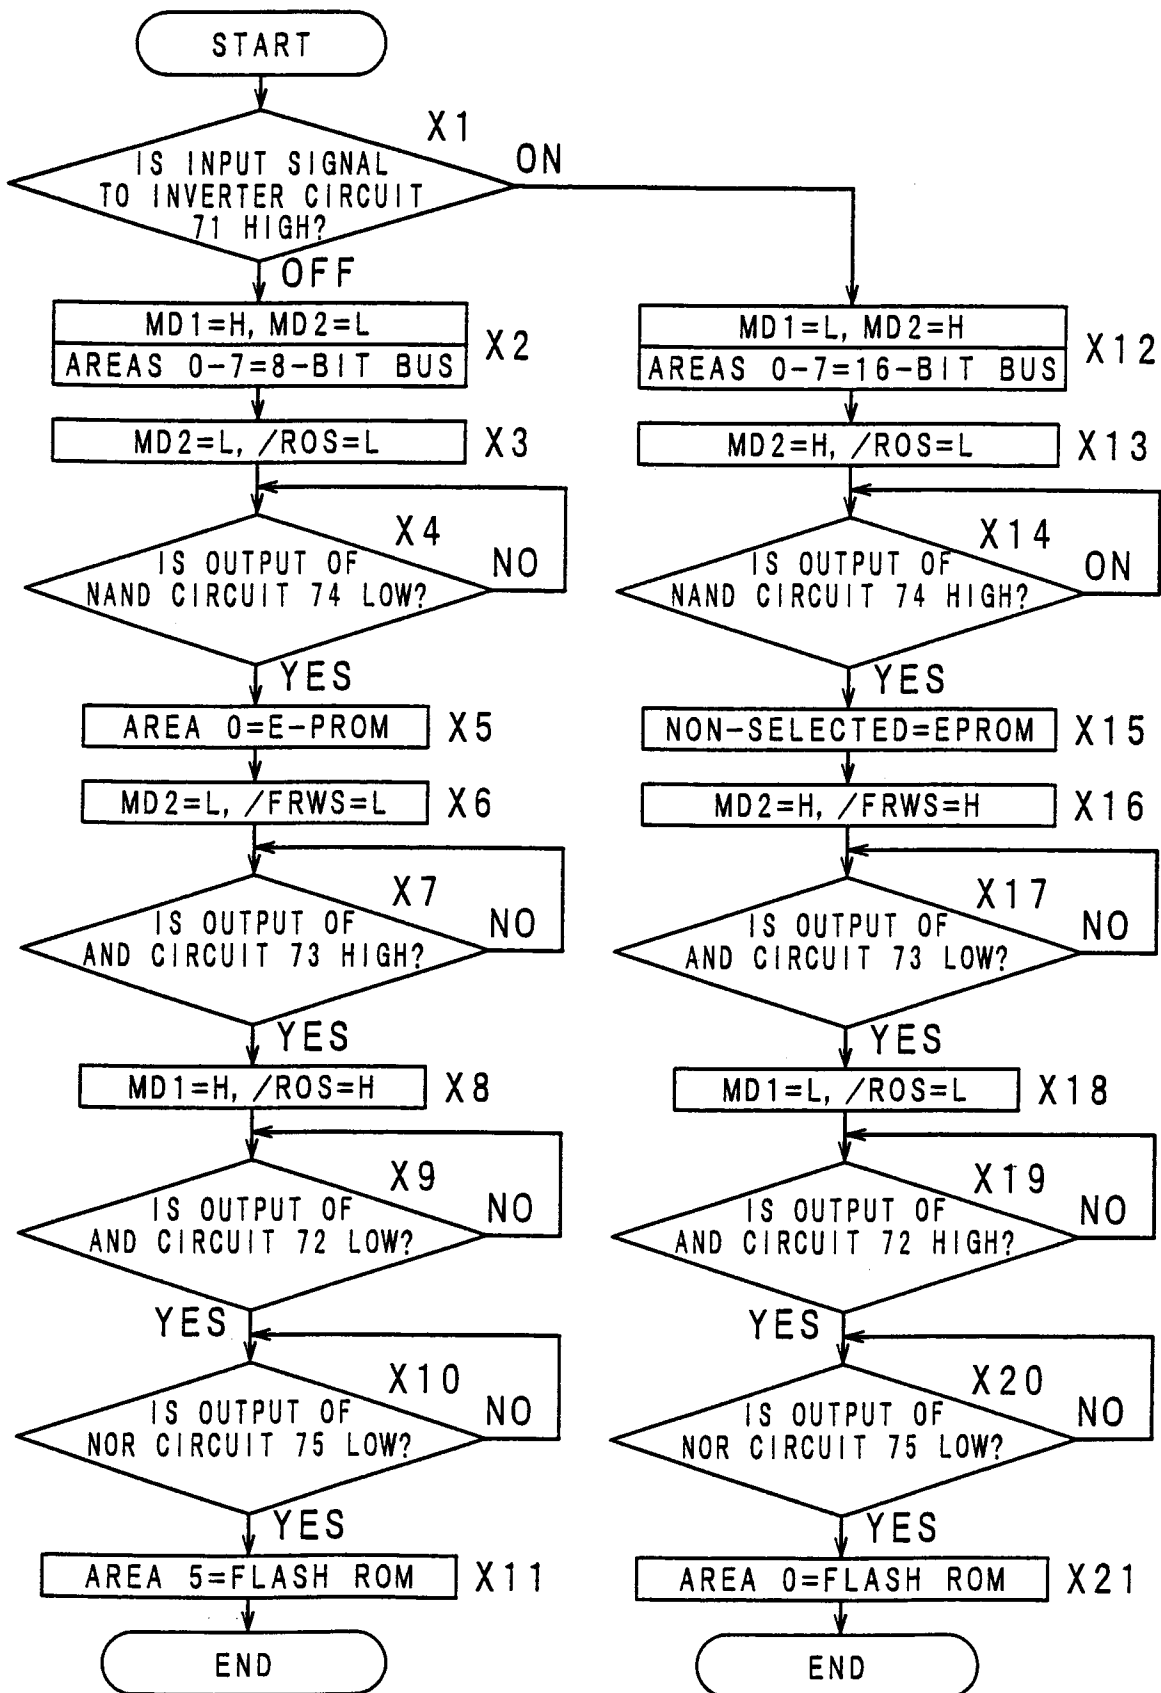 START
X1
IS INPUT SIGNAL
TO INVERTER CIRCUIT
71 HIGH?
ON
OFF
MD1=H, MD2=L
AREAS 0-7=8-BIT BUS
X2
MD2=L, /ROS=L
X3
X4
IS OUTPUT OF
NAND CIRCUIT 74 LOW?
NO
YES
AREA 0=E-PROM
X5
MD2=L, /FRWS=L
X6
X7
IS OUTPUT OF
AND CIRCUIT 73 HIGH?
NO
YES
MD1=H, /ROS=H
X8
X9
IS OUTPUT OF
AND CIRCUIT 72 LOW?
NO
YES
X10
IS OUTPUT OF
NOR CIRCUIT 75 LOW?
NO
YES
AREA 5=FLASH ROM
X11
END
MD1=L, MD2=H
AREAS 0-7=16-BIT BUS
X12
MD2=H, /ROS=L
X13
X14
IS OUTPUT OF
NAND CIRCUIT 74 HIGH?
ON
YES
NON-SELECTED=EPROM
X15
MD2=H, /FRWS=H
X16
X17
IS OUTPUT OF
AND CIRCUIT 73 LOW?
NO
YES
MD1=L, /ROS=L
X18
X19
IS OUTPUT OF
AND CIRCUIT 72 HIGH?
NO
YES
X20
IS OUTPUT OF
NOR CIRCUIT 75 LOW?
NO
YES
AREA 0=FLASH ROM
X21
END